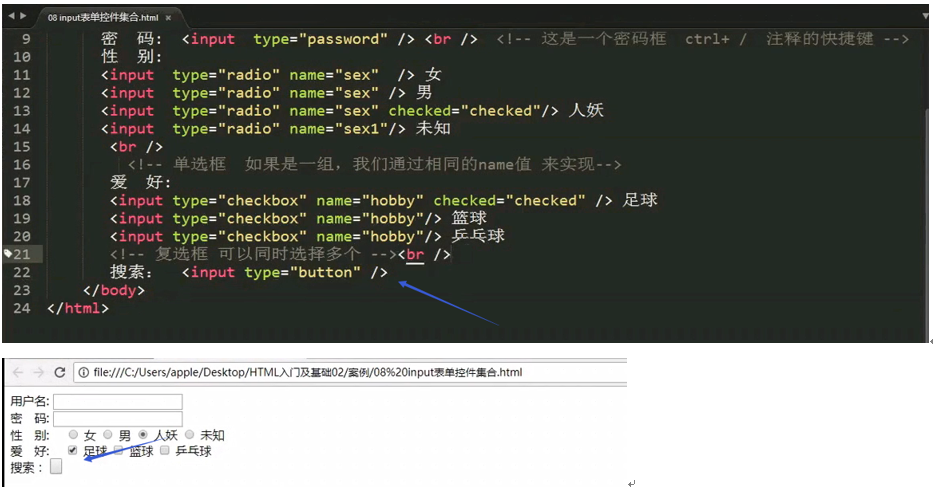 08 input表单控件集合.html ×
9 密 码: <input type="password" /> <br /> <!-- 这是一个密码框 ctrl+ / 注释的快捷键 -->
10 性 别:
11 <input type="radio" name="sex" /> 女
12 <input type="radio" name="sex" /> 男
13 <input type="radio" name="sex" checked="checked"/> 人妖
14 <input type="radio" name="sex1"/> 未知
15 <br />
16 <!-- 单选框 如果是一组，我们通过相同的name值 来实现-->
17 爱 好:
18 <input type="checkbox" name="hobby" checked="checked" /> 足球
19 <input type="checkbox" name="hobby"/> 篮球
20 <input type="checkbox" name="hobby"/> 乒乓球
21 <!-- 复选框 可以同时选择多个 --><br />
22 搜索: <input type="button" />
23 </body>
24 </html>
file:///C:/Users/apple/Desktop/HTML入门及基础02/案例/08%20input表单控件集合.html
用户名:
密 码:
性 别: 女 男 人妖 未知
爱 好: 足球 篮球 乒乓球
搜索：